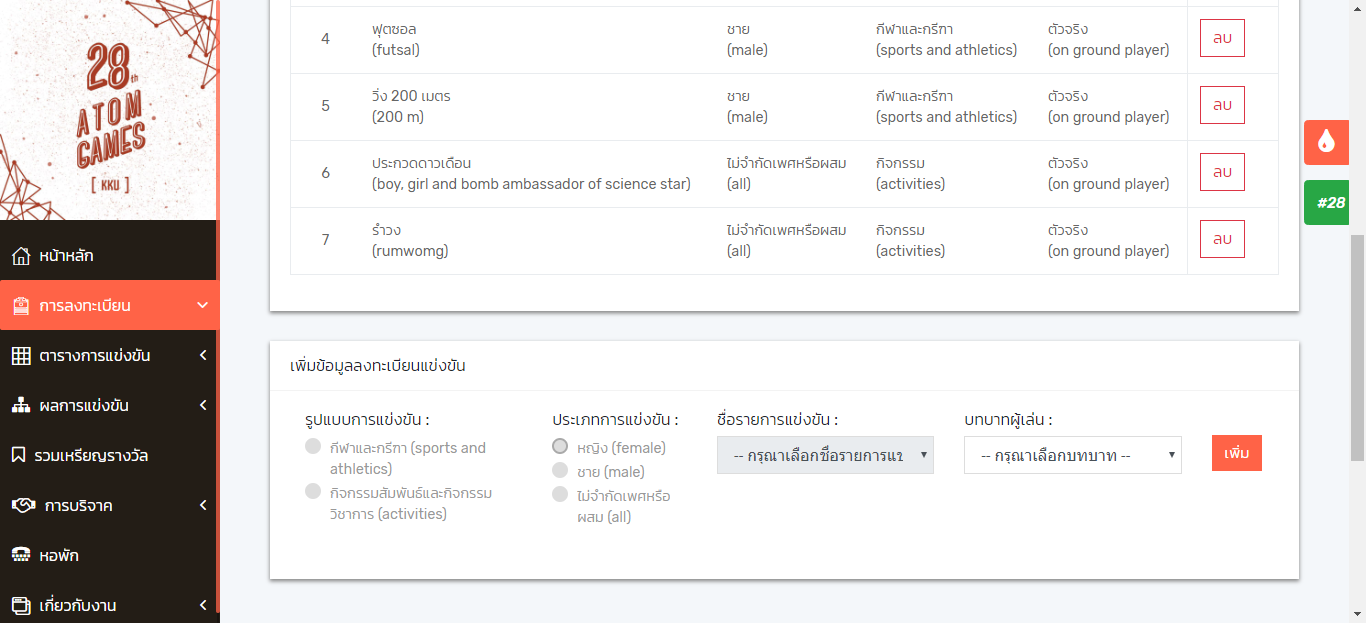 28th
ATOM
GAMES
[ KKU ]
หน้าหลัก
การลงทะเบียน
ตารางการแข่งขัน
ผลการแข่งขัน
รวมเหรียญรางวัล
การบริจาค
หอพัก
เกี่ยวกับงาน
4 ฟุตซอล ชาย กีฬาและกรีฑา ตัวจริง ลบ
(futsal) (male) (sports and athletics) (on ground player)
5 วิ่ง 200 เมตร ชาย กีฬาและกรีฑา ตัวจริง ลบ
(200 m) (male) (sports and athletics) (on ground player)
6 ประกวดดาวเดือน ไม่จำกัดเพศหรือผสม กิจกรรม ตัวจริง ลบ
(boy, girl and bomb ambassador of science star) (all) (activities) (on ground player)
7 รำวง ไม่จำกัดเพศหรือผสม กิจกรรม ตัวจริง ลบ
(rumwomg) (all) (activities) (on ground player)
เพิ่มข้อมูลลงทะเบียนแข่งขัน
รูปแบบการแข่งขัน :
กีฬาและกรีฑา (sports and
athletics)
กิจกรรมสัมพันธ์และกิจกรรม
วิชาการ (activities)
ประเภทการแข่งขัน :
หญิง (female)
ชาย (male)
ไม่จำกัดเพศหรือ
ผสม (all)
ชื่อรายการแข่งขัน :
-- กรุณาเลือกชื่อรายการแข
บทบาทผู้เล่น :
-- กรุณาเลือกบทบาท --
เพิ่ม
#28